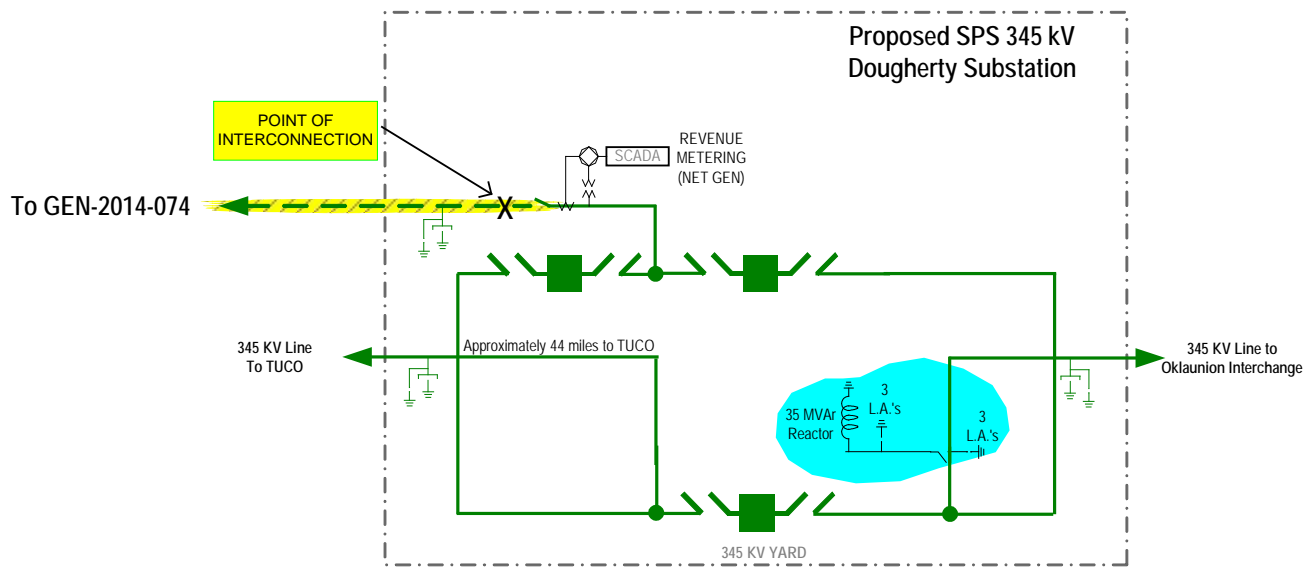 Proposed SPS 345 kV
Dougherty Substation
POINT OF
INTERCONNECTION
SCADA
REVENUE
METERING
(NET GEN)
To GEN-2014-074
X
345 KV Line
To TUCO
Approximately 44 miles to TUCO
345 KV Line to
Oklaunion Interchange
35 MVAr
Reactor
3
L.A.'s
3
L.A.'s
345 KV YARD